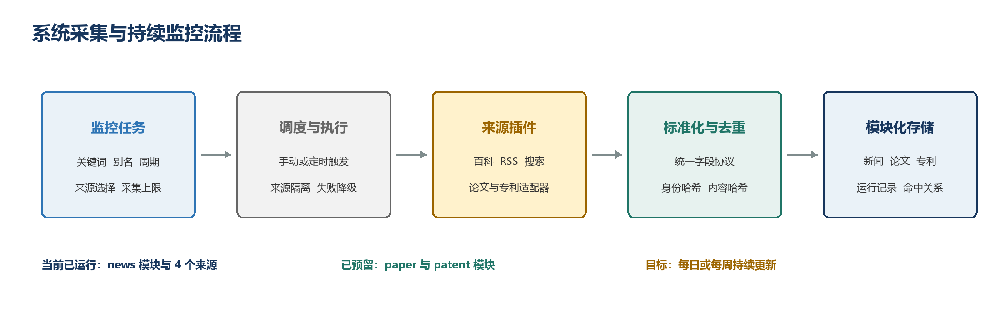 系统采集与持续监控流程
监控任务
关键词 别名 周期
来源选择 采集上限
调度与执行
手动或定时触发
来源隔离 失败降级
来源插件
百科 RSS 搜索
论文与专利适配器
标准化与去重
统一字段协议
身份哈希 内容哈希
模块化存储
新闻 论文 专利
运行记录 命中关系
当前已运行：news 模块与 4 个来源
已预留：paper 与 patent 模块
目标：每日或每周持续更新